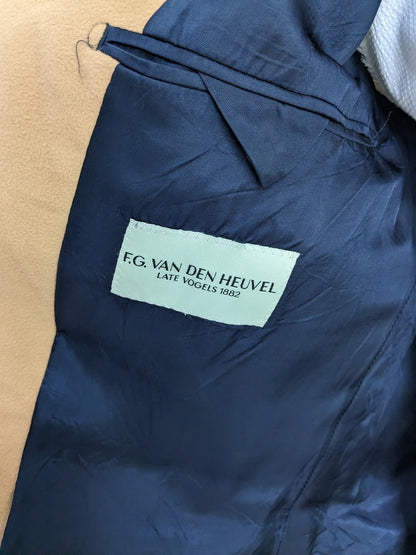 F.G. VAN DEN HEUVEL
LATE VOGELS 1882